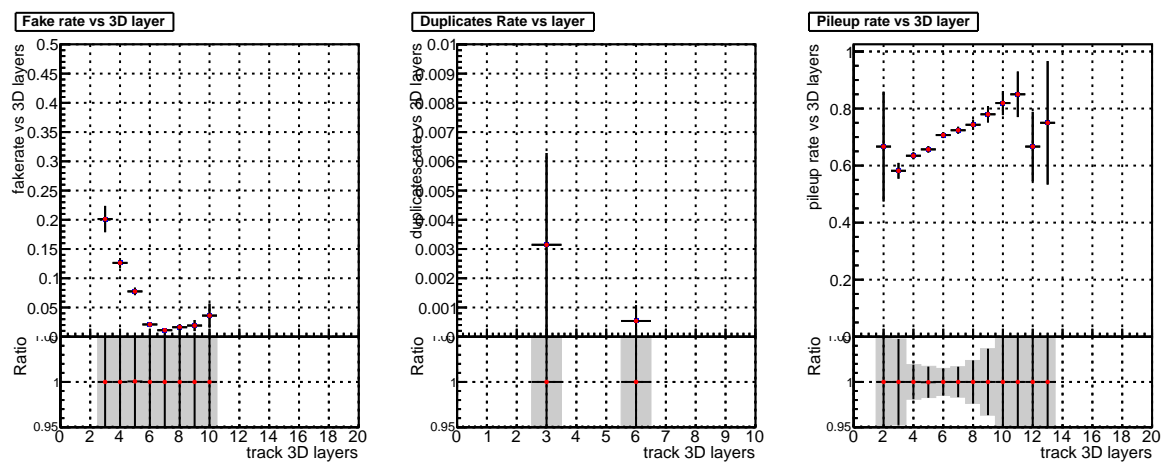 Fake rate vs 3D layer
fakerate vs 3D layers
0.5
0.45
0.4
0.35
0.3
0.25
0.2
0.15
0.1
0.05
0
Ratio
1
0.95
0 2 4 6 8 10 12 14 16 18 20
track 3D layers
Duplicates Rate vs layer
duplicates rate vs 3D layers
0.01
0.009
0.008
0.007
0.006
0.005
0.004
0.003
0.002
0.001
0
Ratio
1
0.95
0 1 2 3 4 5 6 7 8 9 10
track 3D layers
Pileup rate vs 3D layer
pileup rate vs 3D layers
1
0.8
0.6
0.4
0.2
0
Ratio
1
0.95
0 2 4 6 8 10 12 14 16 18 20
track 3D layers